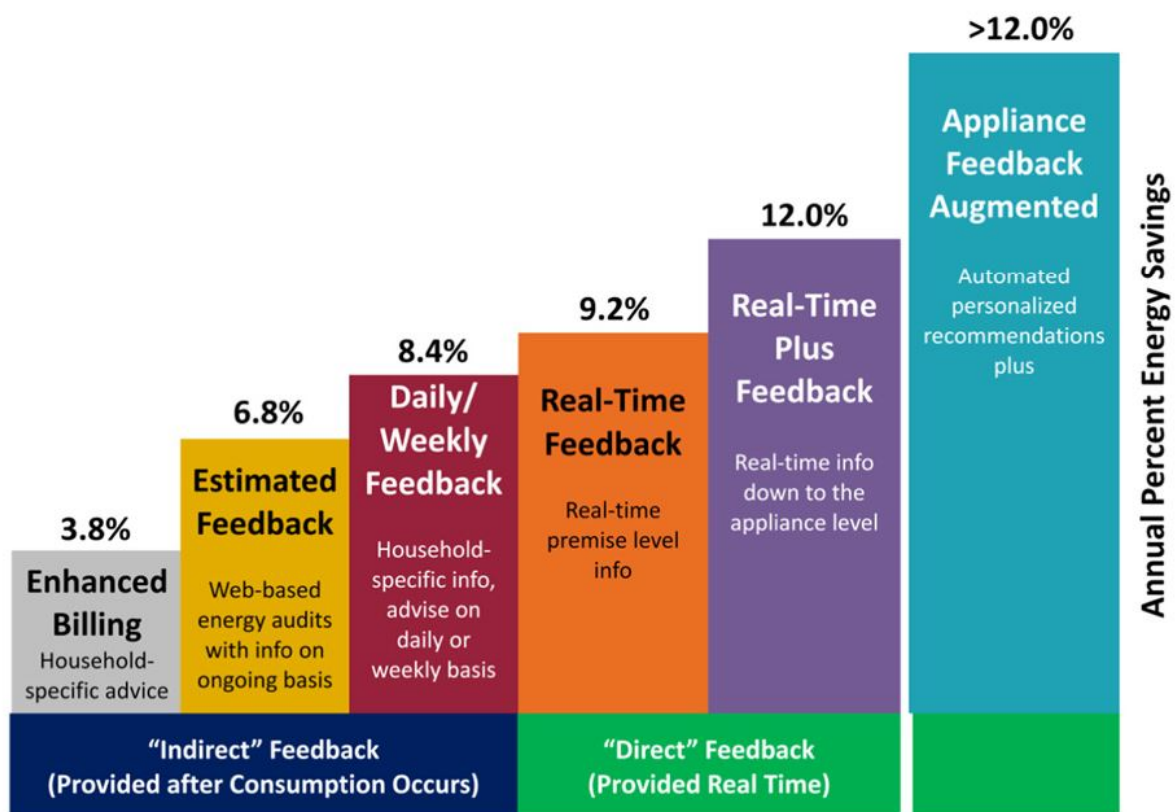 3.8%
Enhanced
Billing
Household-
specific advice
6.8%
Estimated
Feedback
Web-based
energy audits
with info on
ongoing basis
8.4%
Daily/
Weekly
Feedback
Household-
specific info,
advise on
daily or
weekly basis
9.2%
Real-Time
Feedback
Real-time
premise level
info
12.0%
Real-Time
Plus
Feedback
Real-time info
down to the
appliance level
>12.0%
Appliance
Feedback
Augmented
Automated
personalized
recommendations
plus
Annual Percent Energy Savings
“Indirect” Feedback
(Provided after Consumption Occurs)
“Direct” Feedback
(Provided Real Time)